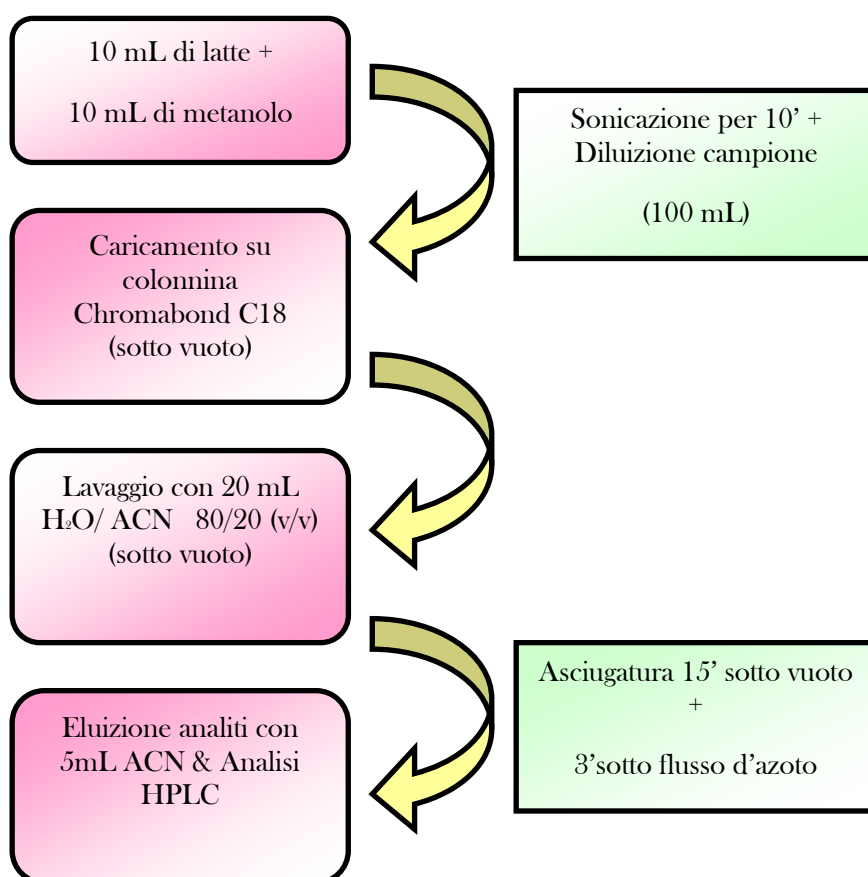 10 mL di latte +
10 mL di metanolo
Sonicazione per 10’ +
Diluizione campione
(100 mL)
Caricamento su
colonnina
Chromabond C18
(sotto vuoto)
Lavaggio con 20 mL
H₂O/ ACN 80/20 (v/v)
(sotto vuoto)
Asciugatura 15’ sotto vuoto
+
3’sotto flusso d’azoto
Eluizione analiti con
5mL ACN & Analisi
HPLC